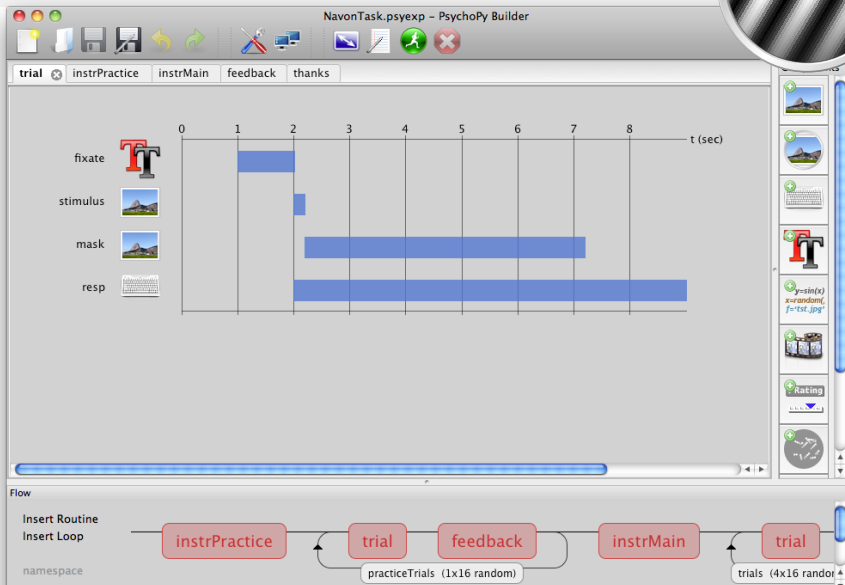 NavonTask.psyexp – PsychoPy Builder
trial instrPractice instrMain feedback thanks
0 1 2 3 4 5 6 7 8 t (sec)
fixate
stimulus
mask
resp
y=sin(x)
x=random(,
f='tst.jpg'
Rating
Flow
Insert Routine
Insert Loop
instrPractice trial feedback instrMain trial
practiceTrials (1x16 random) trials (4x16 randor
namespace